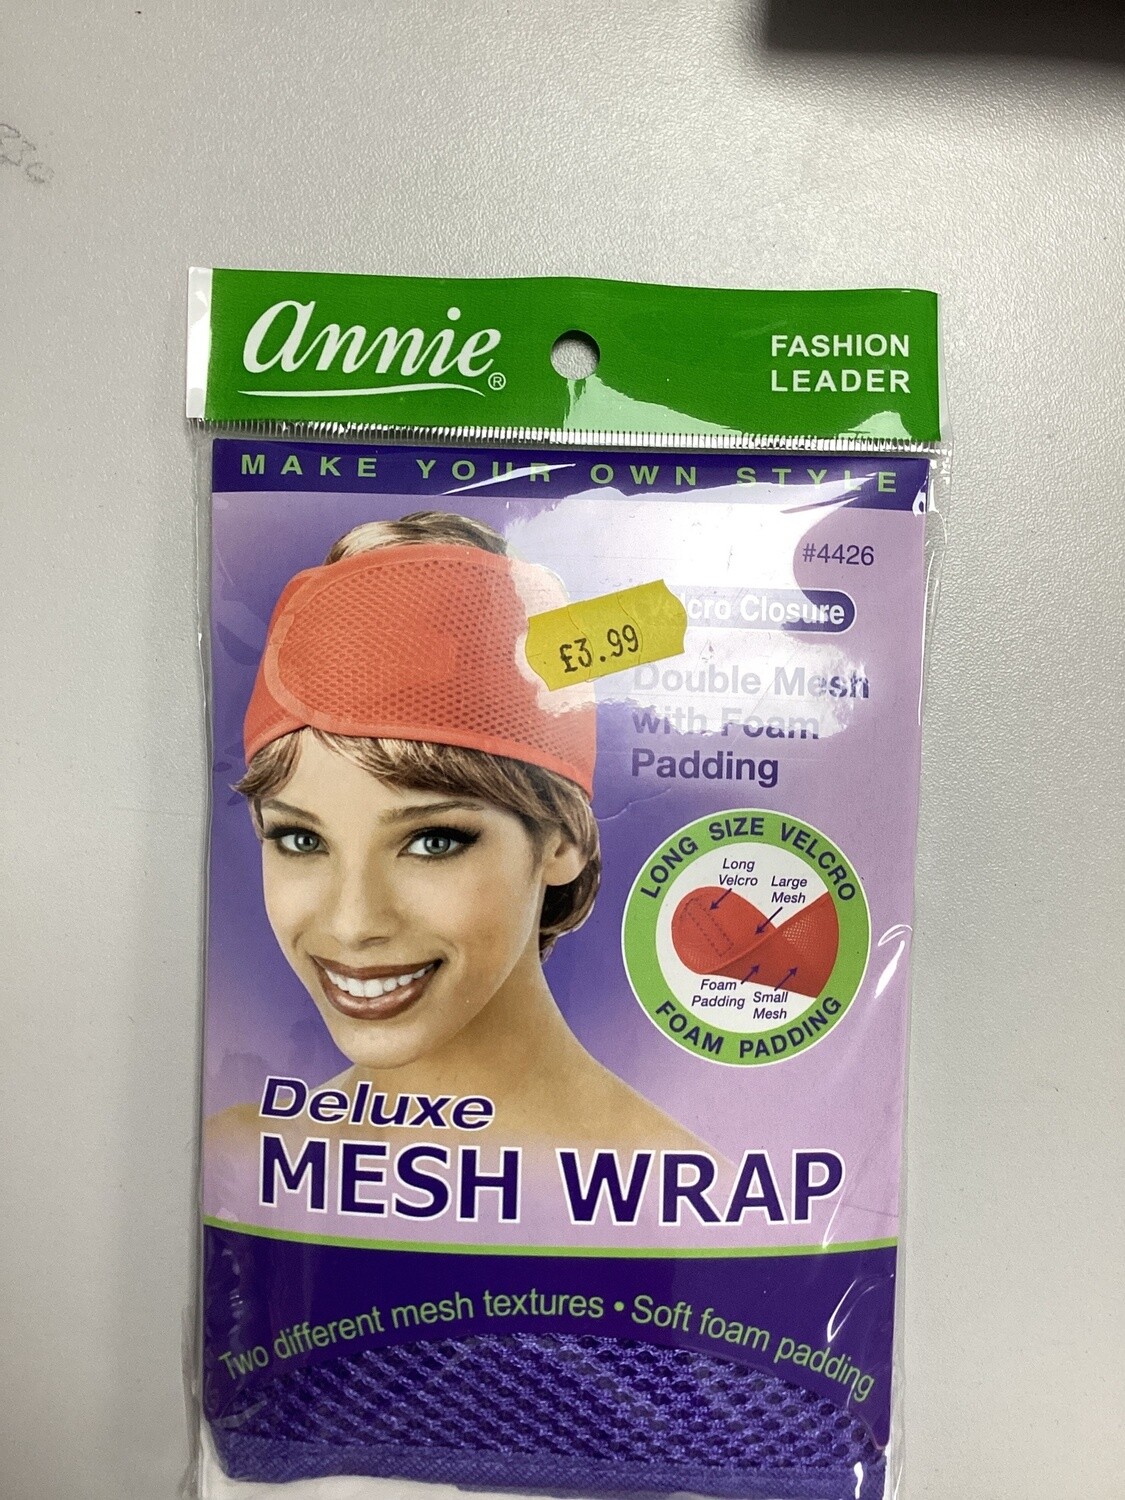 annie®
FASHION
LEADER
MAKE YOUR OWN STYLE
#4426
Velcro Closure
£3.99
Double Mesh
with Foam
Padding
LONG SIZE VELCRO
Long
Velcro
Large
Mesh
Foam
Padding
Small
Mesh
FOAM PADDING
Deluxe
MESH WRAP
Two different mesh textures • Soft foam padding